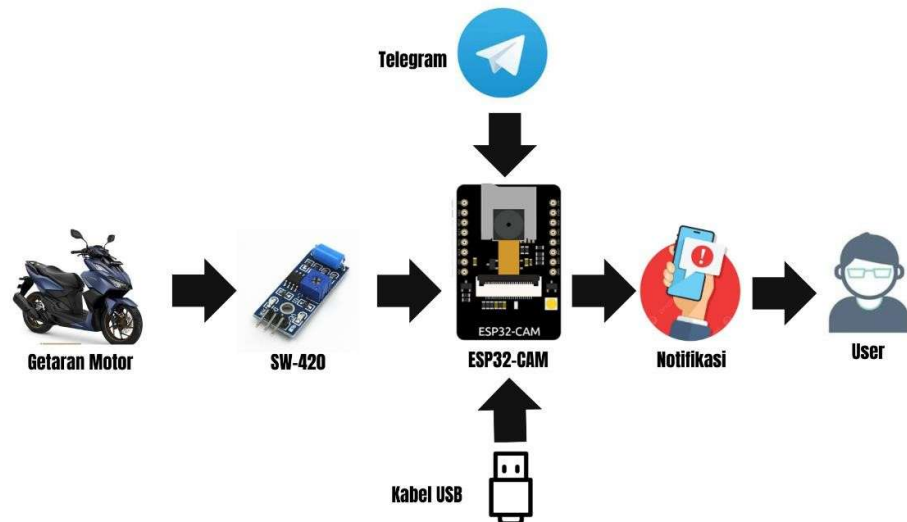 Telegram
ESP32-CAM
Getaran Motor
SW-420
ESP32-CAM
Notifikasi
User
Kabel USB